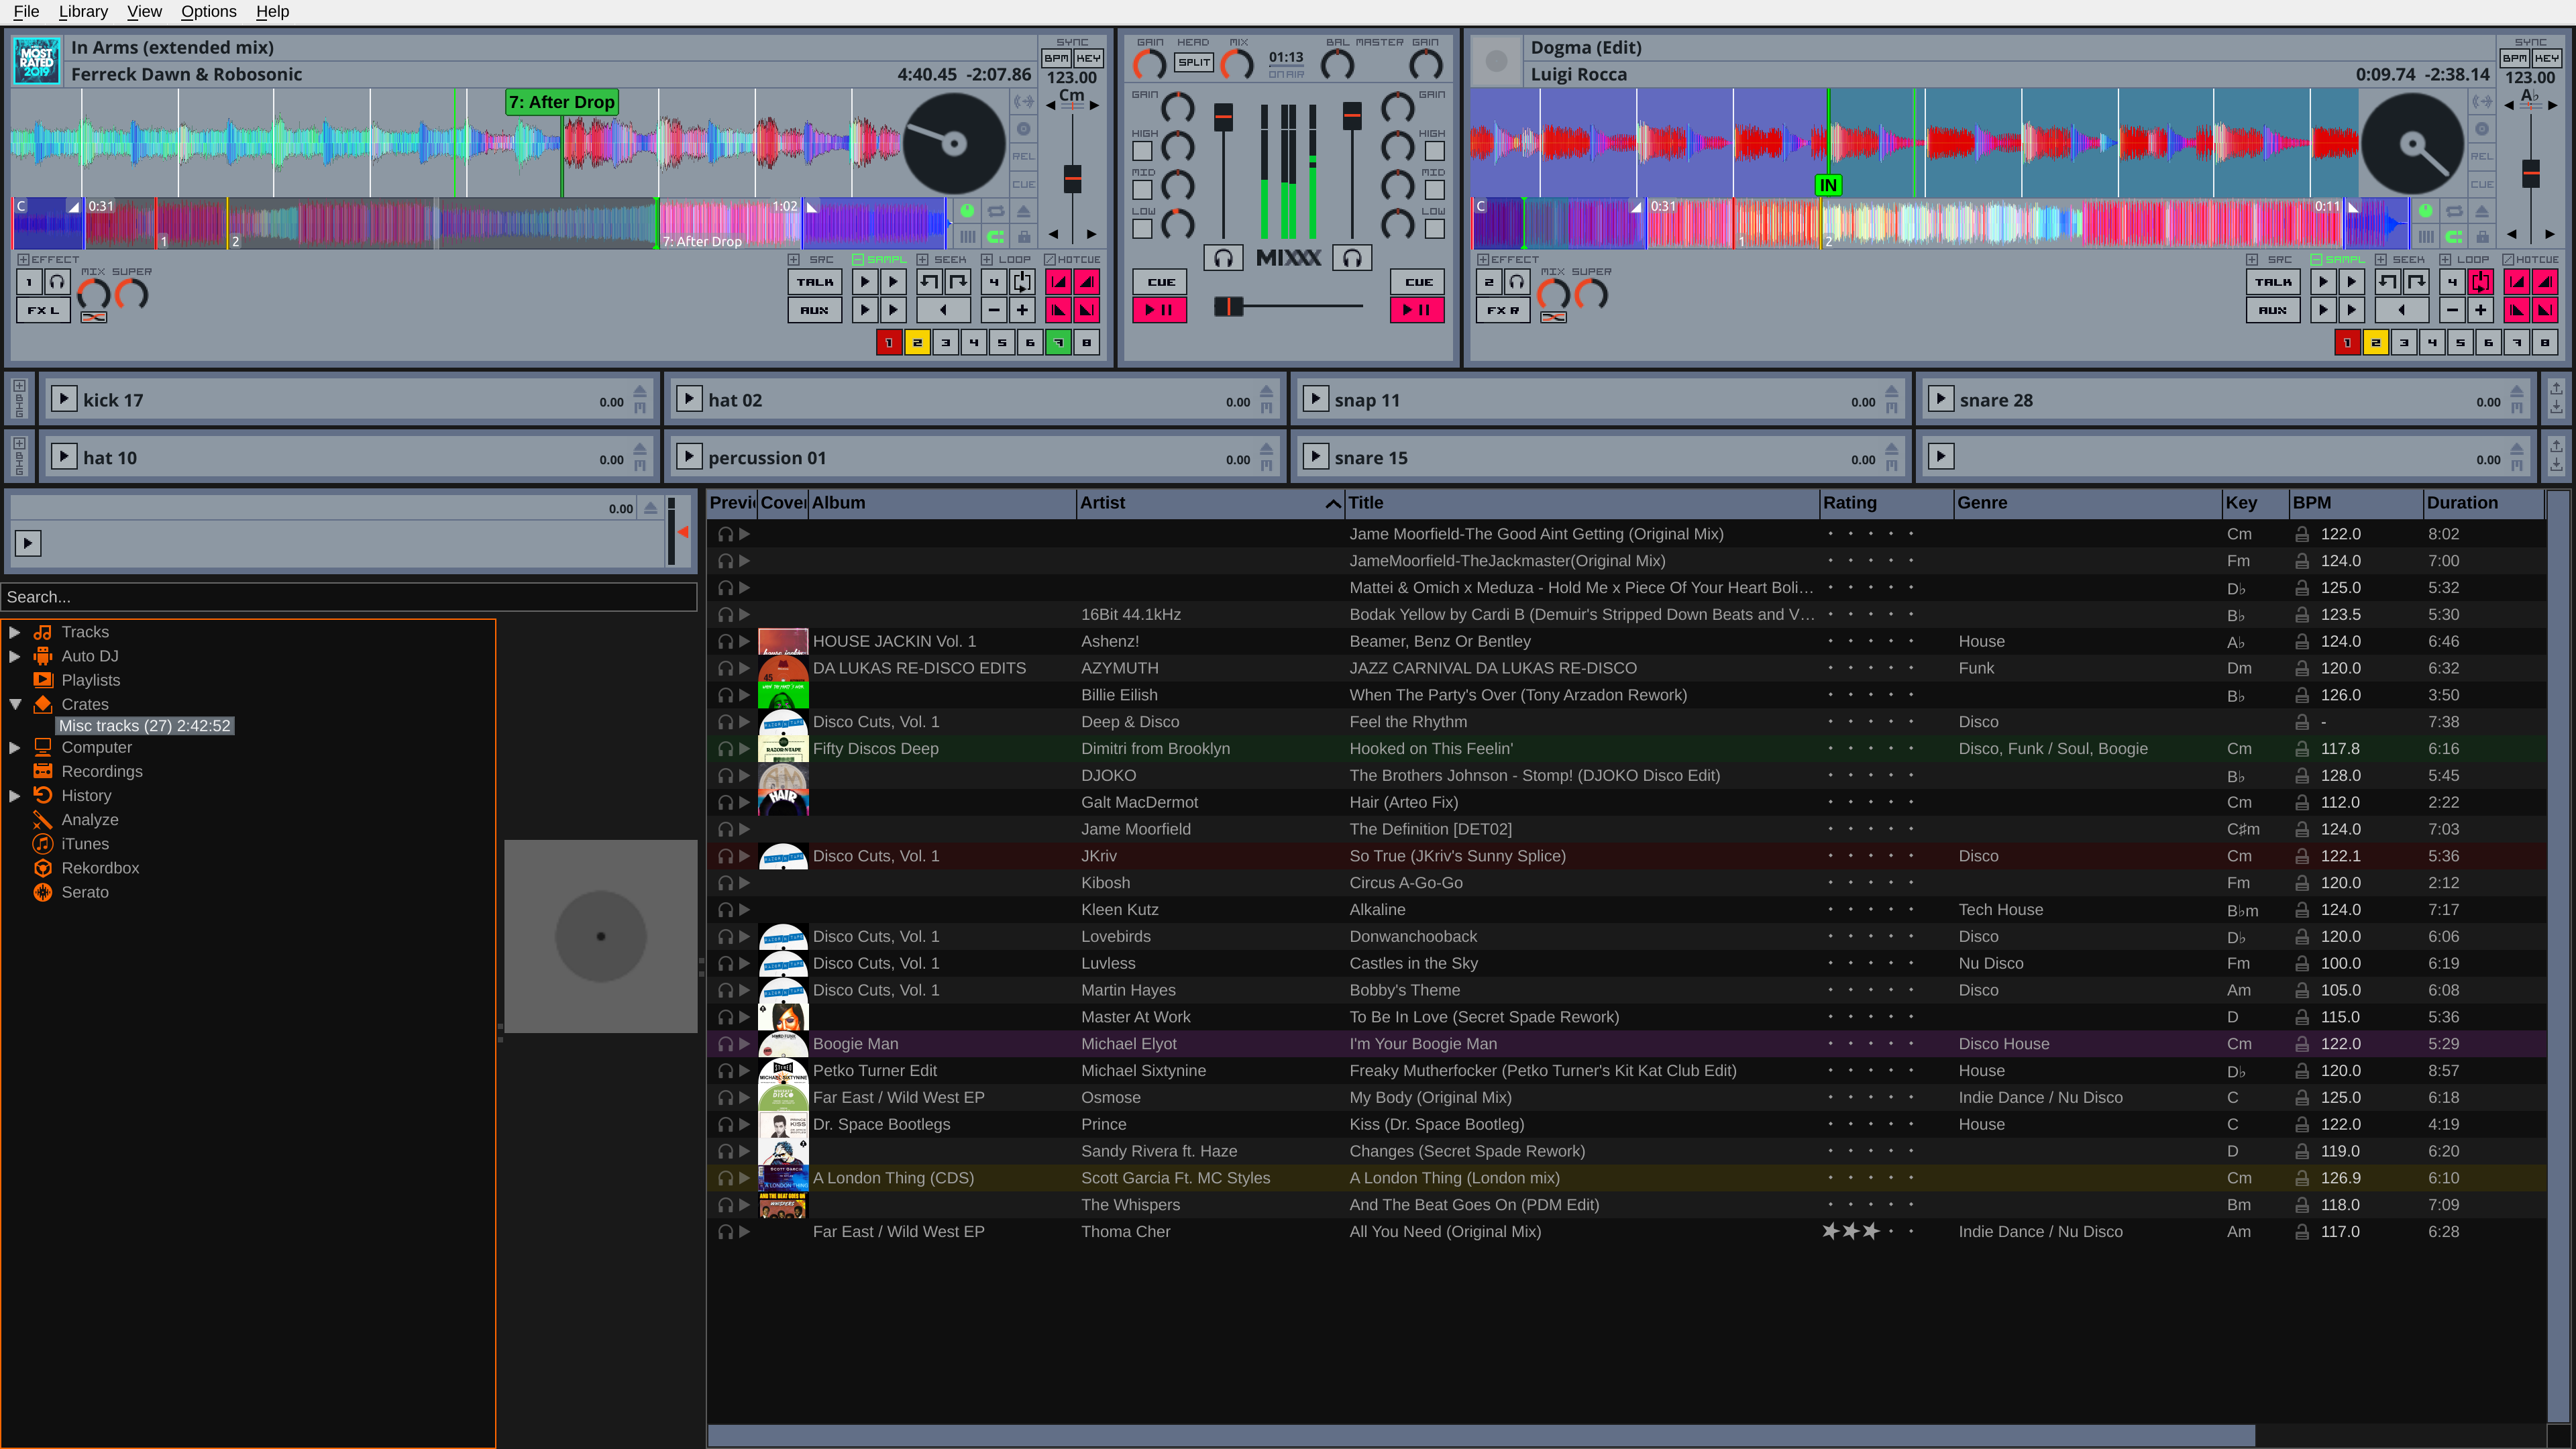 File Library View Options Help
MOST RATED 2019
In Arms (extended mix)
Ferreck Dawn & Robosonic
4:40.45 -2:07.86
SYNC
BPM KEY
123.00
Cm
REL
CUE
7: After Drop
C 0:31 1:02
1 2 7: After Drop
EFFECT
MIX SUPER
1
FX L
SRC SAMPL SEEK LOOP HOTCUE
TALK 4
AUX
1 2 3 4 5 6 7 8
GAIN HEAD MIX BAL MASTER GAIN
SPLIT
01:13
ON AIR
GAIN GAIN
HIGH HIGH
MID MID
LOW LOW
MIXXX
CUE CUE
Dogma (Edit)
Luigi Rocca
0:09.74 -2:38.14
SYNC
BPM KEY
123.00
A♭
REL
CUE
IN
C 0:31 0:11
1 2
EFFECT
MIX SUPER
2
FX R
SRC SAMPL SEEK LOOP HOTCUE
TALK 4
AUX
1 2 3 4 5 6 7 8
BIG kick 17 0.00 hat 02 0.00 snap 11 0.00 snare 28 0.00
BIG hat 10 0.00 percussion 01 0.00 snare 15 0.00 0.00
0.00
Search...
Tracks
Auto DJ
Playlists
Crates
Misc tracks (27) 2:42:52
Computer
Recordings
History
Analyze
iTunes
Rekordbox
Serato
Previ Cover Album Artist Title Rating Genre Key BPM Duration
Jame Moorfield-The Good Aint Getting (Original Mix) Cm 122.0 8:02
JameMoorfield-TheJackmaster(Original Mix) Fm 124.0 7:00
Mattei & Omich x Meduza - Hold Me x Piece Of Your Heart Boli… D♭ 125.0 5:32
16Bit 44.1kHz Bodak Yellow by Cardi B (Demuir's Stripped Down Beats and V… B♭ 123.5 5:30
HOUSE JACKIN Vol. 1 Ashenz! Beamer, Benz Or Bentley House A♭ 124.0 6:46
DA LUKAS RE-DISCO EDITS AZYMUTH JAZZ CARNIVAL DA LUKAS RE-DISCO Funk Dm 120.0 6:32
Billie Eilish When The Party's Over (Tony Arzadon Rework) B♭ 126.0 3:50
Disco Cuts, Vol. 1 Deep & Disco Feel the Rhythm Disco - 7:38
Fifty Discos Deep Dimitri from Brooklyn Hooked on This Feelin' Disco, Funk / Soul, Boogie Cm 117.8 6:16
DJOKO The Brothers Johnson - Stomp! (DJOKO Disco Edit) B♭ 128.0 5:45
HAIR Galt MacDermot Hair (Arteo Fix) Cm 112.0 2:22
Jame Moorfield The Definition [DET02] C♯m 124.0 7:03
Disco Cuts, Vol. 1 JKriv So True (JKriv's Sunny Splice) Disco Cm 122.1 5:36
Kibosh Circus A-Go-Go Fm 120.0 2:12
Kleen Kutz Alkaline Tech House B♭m 124.0 7:17
Disco Cuts, Vol. 1 Lovebirds Donwanchooback Disco D♭ 120.0 6:06
Disco Cuts, Vol. 1 Luvless Castles in the Sky Nu Disco Fm 100.0 6:19
Disco Cuts, Vol. 1 Martin Hayes Bobby's Theme Disco Am 105.0 6:08
Master At Work To Be In Love (Secret Spade Rework) D 115.0 5:36
Boogie Man Michael Elyot I'm Your Boogie Man Disco House Cm 122.0 5:29
Petko Turner Edit Michael Sixtynine Freaky Mutherfocker (Petko Turner's Kit Kat Club Edit) House D♭ 120.0 8:57
Far East / Wild West EP Osmose My Body (Original Mix) Indie Dance / Nu Disco C 125.0 6:18
Dr. Space Bootlegs Prince Kiss (Dr. Space Bootleg) House C 122.0 4:19
Sandy Rivera ft. Haze Changes (Secret Spade Rework) D 119.0 6:20
A London Thing (CDS) Scott Garcia Ft. MC Styles A London Thing (London mix) Cm 126.9 6:10
The Whispers And The Beat Goes On (PDM Edit) Bm 118.0 7:09
Far East / Wild West EP Thoma Cher All You Need (Original Mix) Indie Dance / Nu Disco Am 117.0 6:28